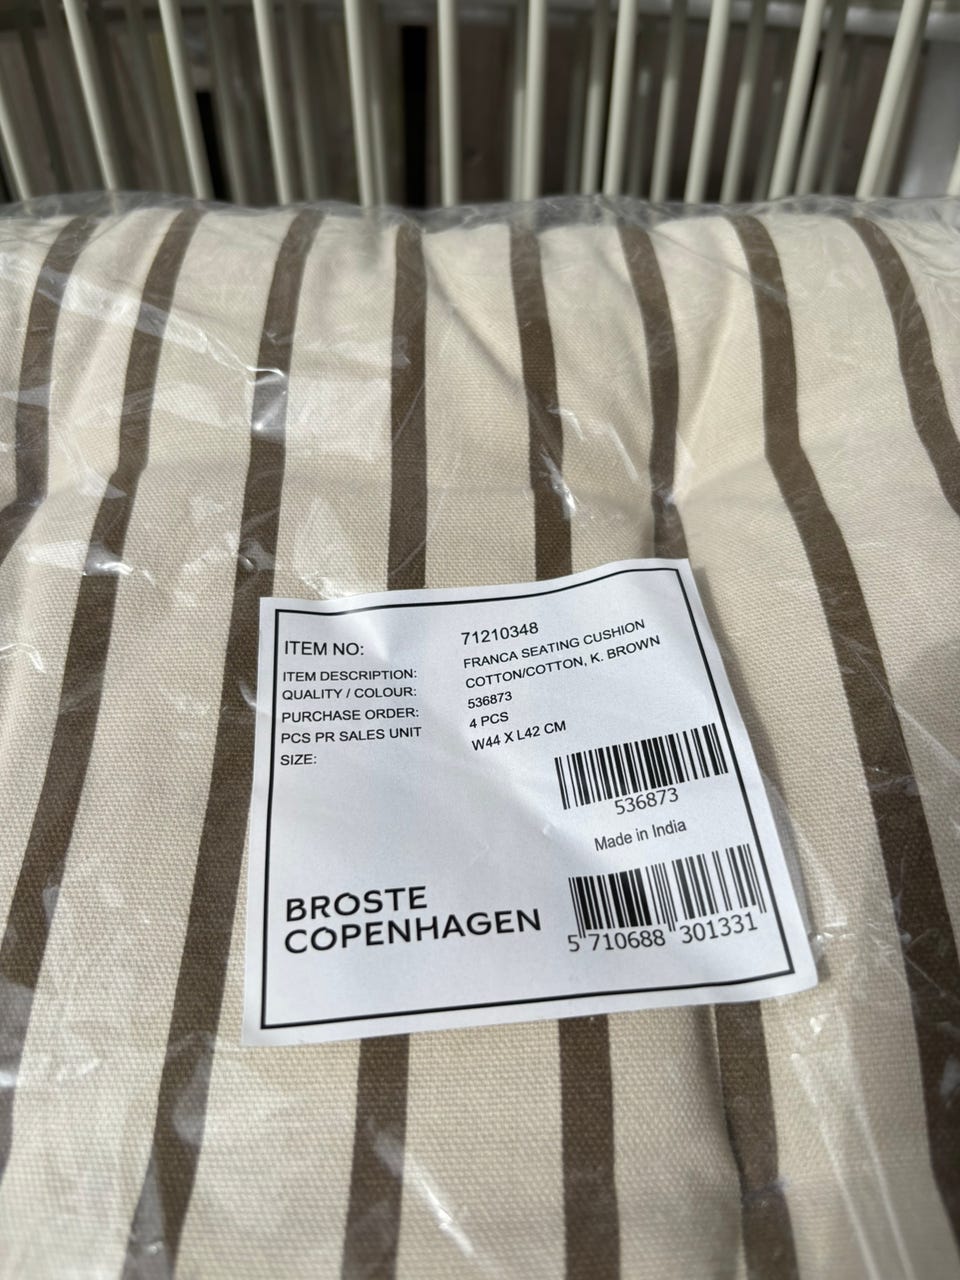 ITEM NO: 71210348
ITEM DESCRIPTION: FRANCA SEATING CUSHION
QUALITY / COLOUR: COTTON/COTTON, K. BROWN
PURCHASE ORDER: 536873
PCS PR SALES UNIT 4 PCS
SIZE: W44 X L42 CM
536873
Made in India
BROSTE
COPENHAGEN
5 710688 301331